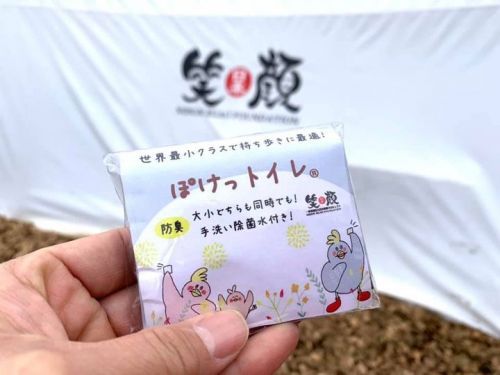 笑顔
世界最小クラスで持ち歩きに最適!
ぽけっトイレ®
防臭
大小どちらも同時でも!
手洗い除菌水付き!
笑顔